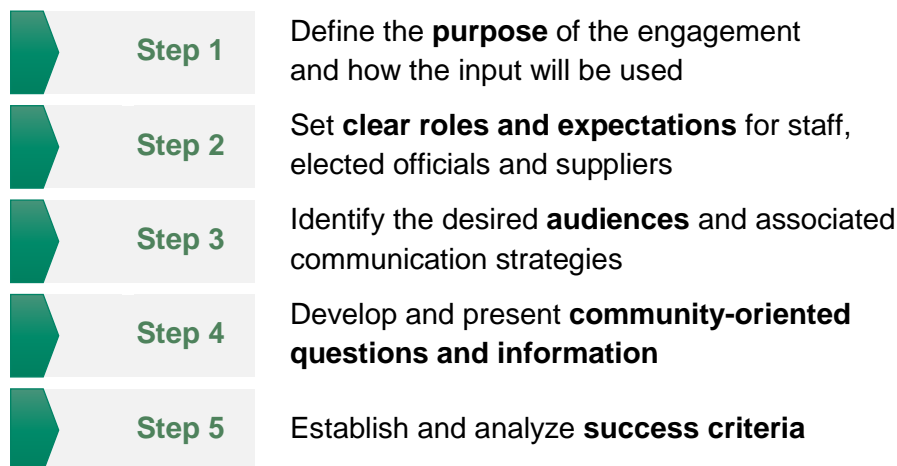 Step 1
Define the purpose of the engagement
and how the input will be used
Step 2
Set clear roles and expectations for staff,
elected officials and suppliers
Step 3
Identify the desired audiences and associated
communication strategies
Step 4
Develop and present community-oriented
questions and information
Step 5
Establish and analyze success criteria